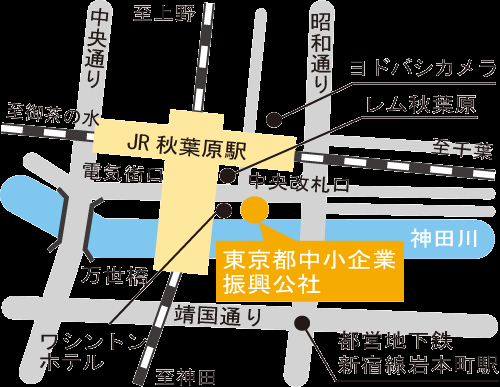 至上野
中央通り
昭和通り
ヨドバシカメラ
レム秋葉原
至御茶の水
JR 秋葉原駅
至千葉
電気街口
中央改札口
神田川
東京都中小企業
振興公社
万世橋
靖国通り
ワシントン
ホテル
都営地下鉄
新宿線岩本町駅
至神田